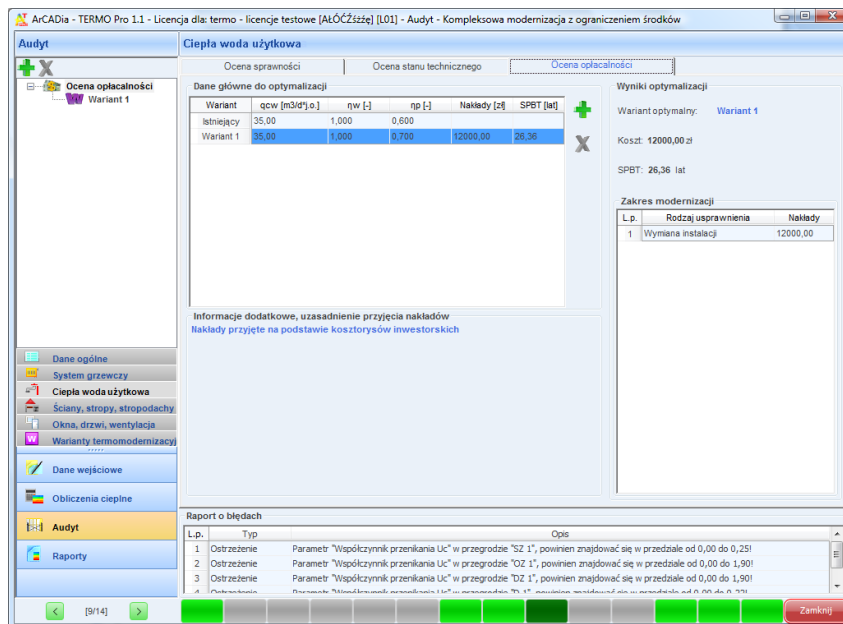 ArCADia - TERMO Pro 1.1 - Licencja dla: termo - licencje testowe [AŁÓĆŹśżźę] [L01] - Audyt - Kompleksowa modernizacja z ograniczeniem środków
Audyt
Ciepła woda użytkowa
Ocena opłacalności
Wariant 1
Ocena sprawności
Ocena stanu technicznego
Ocena opłacalności
Dane główne do optymalizacji
Wariant qcw [m3/d*j.o.] ηw [-] ηp [-] Nakłady [zł] SPBT [lat]
Istniejący 35,00 1,000 0,600
Wariant 1 35,00 1,000 0,700 12000,00 26,36
Informacje dodatkowe, uzasadnienie przyjęcia nakładów
Nakłady przyjęte na podstawie kosztorysów inwestorskich
Wyniki optymalizacji
Wariant optymalny: Wariant 1
Koszt: 12000,00 zł
SPBT: 26,36 lat
Zakres modernizacji
L.p. Rodzaj usprawnienia Nakłady
1 Wymiana instalacji 12000,00
Dane ogólne
System grzewczy
Ciepła woda użytkowa
Ściany, stropy, stropodachy
Okna, drzwi, wentylacja
Warianty termomodernizacyj
Dane wejściowe
Obliczenia cieplne
Audyt
Raporty
Raport o błędach
L.p. Typ Opis
1 Ostrzeżenie Parametr "Współczynnik przenikania Uc" w przegrodzie "SZ 1", powinien znajdować się w przedziale od 0,00 do 0,25!
2 Ostrzeżenie Parametr "Współczynnik przenikania Uc" w przegrodzie "OZ 1", powinien znajdować się w przedziale od 0,00 do 1,90!
3 Ostrzeżenie Parametr "Współczynnik przenikania Uc" w przegrodzie "DZ 1", powinien znajdować się w przedziale od 0,00 do 1,90!
[9/14]
Zamknij